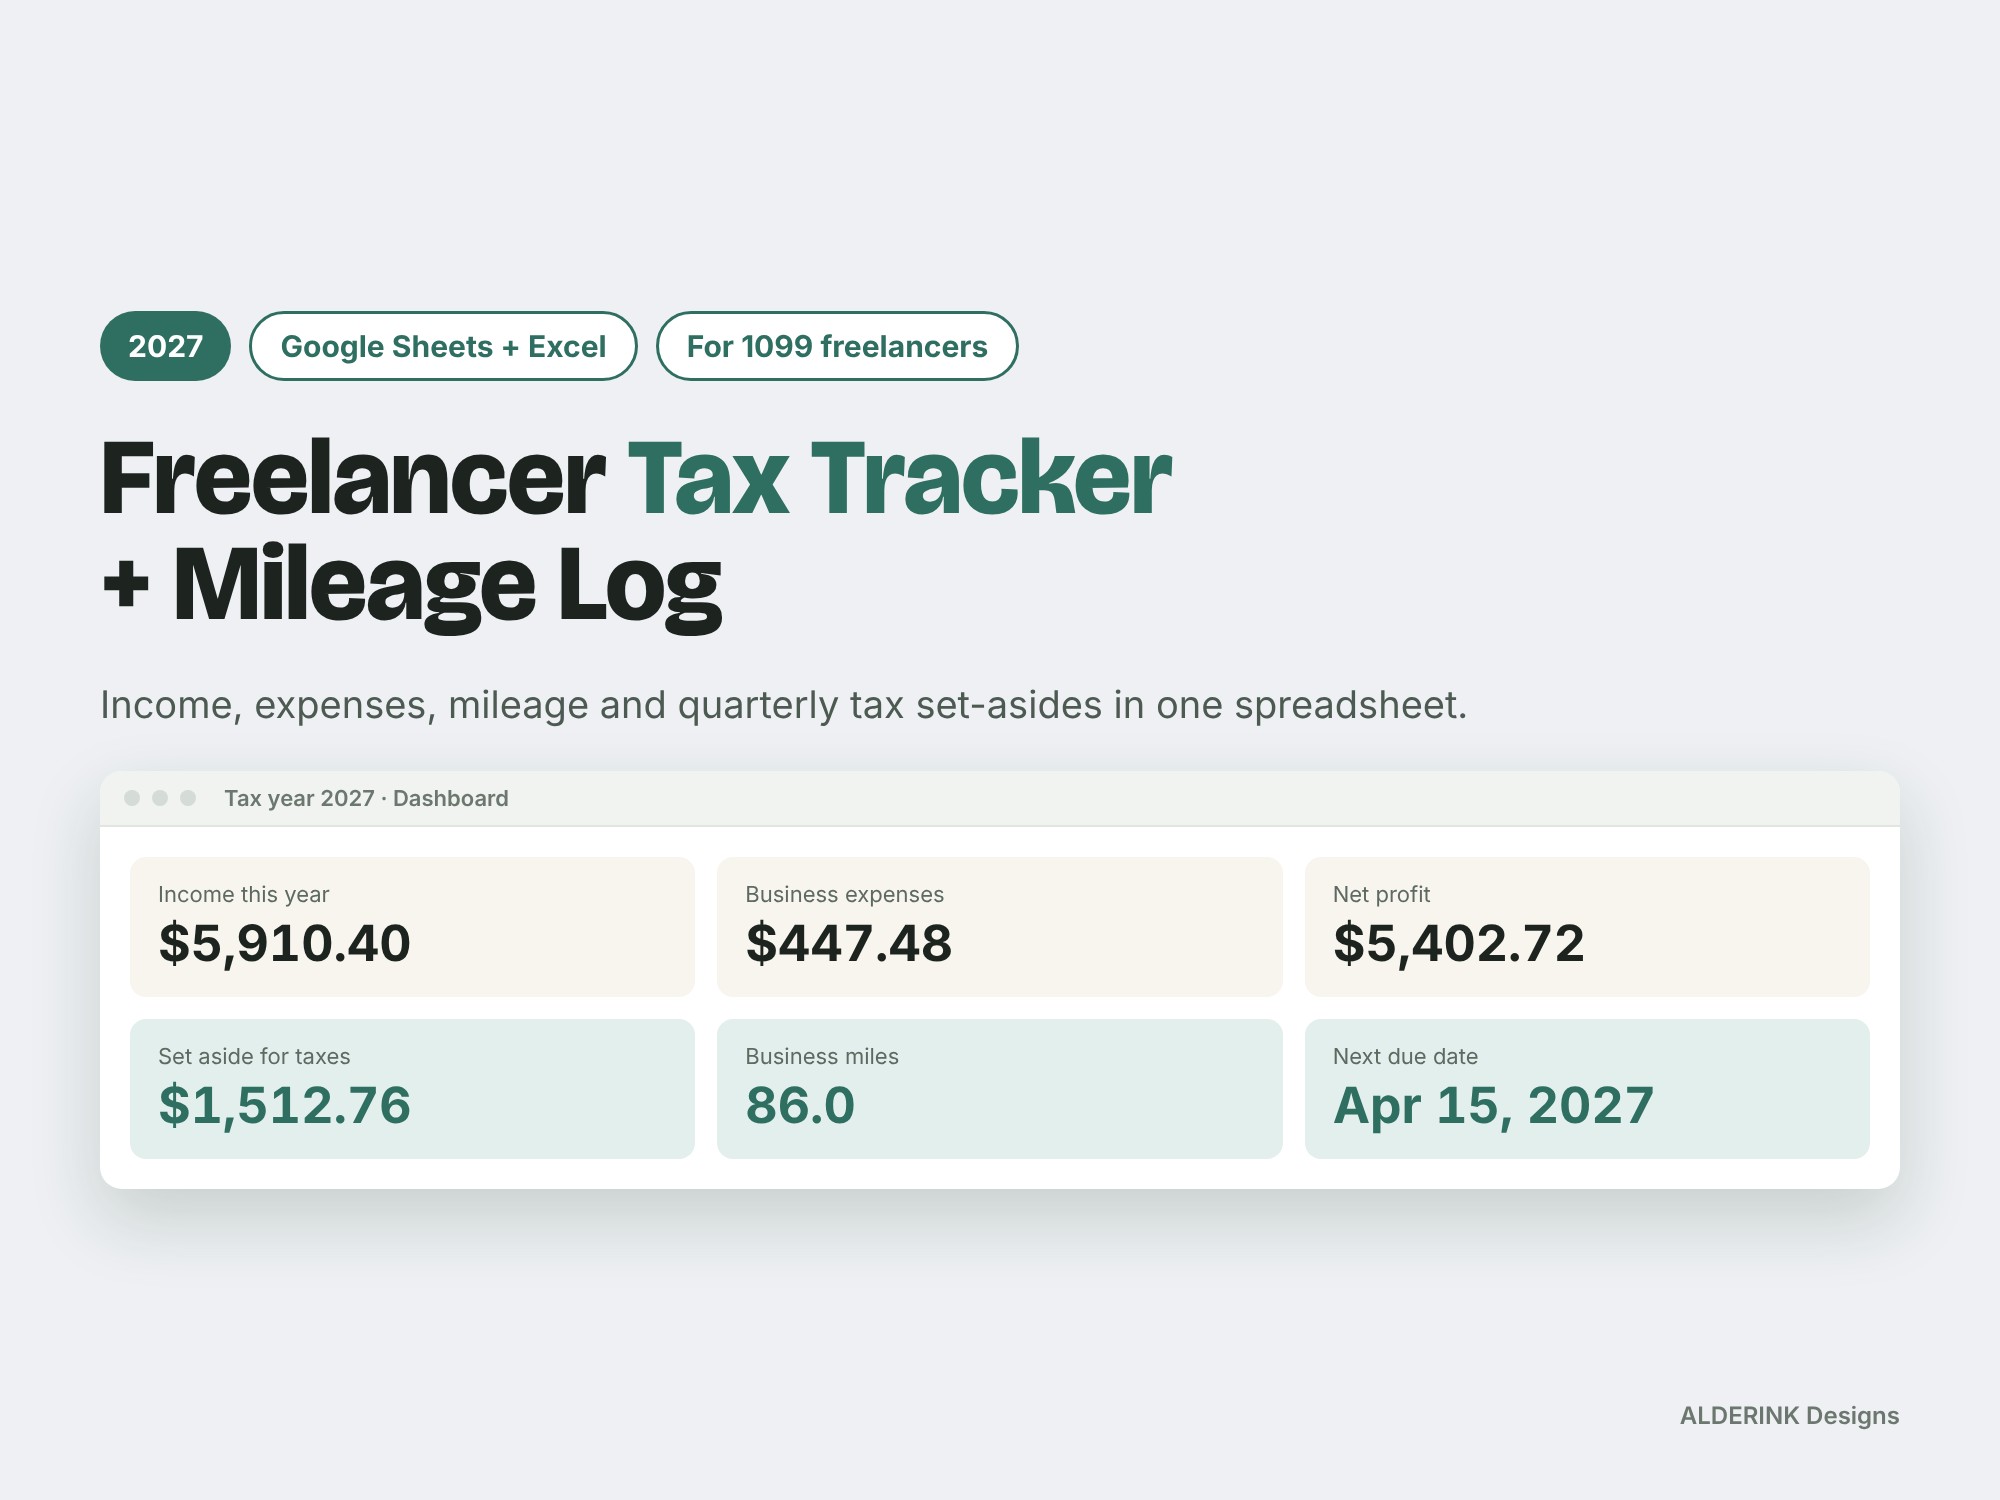 2027
Google Sheets + Excel
For 1099 freelancers
Freelancer Tax Tracker
+ Mileage Log
Income, expenses, mileage and quarterly tax set-asides in one spreadsheet.
Tax year 2027 · Dashboard
Income this year
$5,910.40
Business expenses
$447.48
Net profit
$5,402.72
Set aside for taxes
$1,512.76
Business miles
86.0
Next due date
Apr 15, 2027
ALDERINK Designs